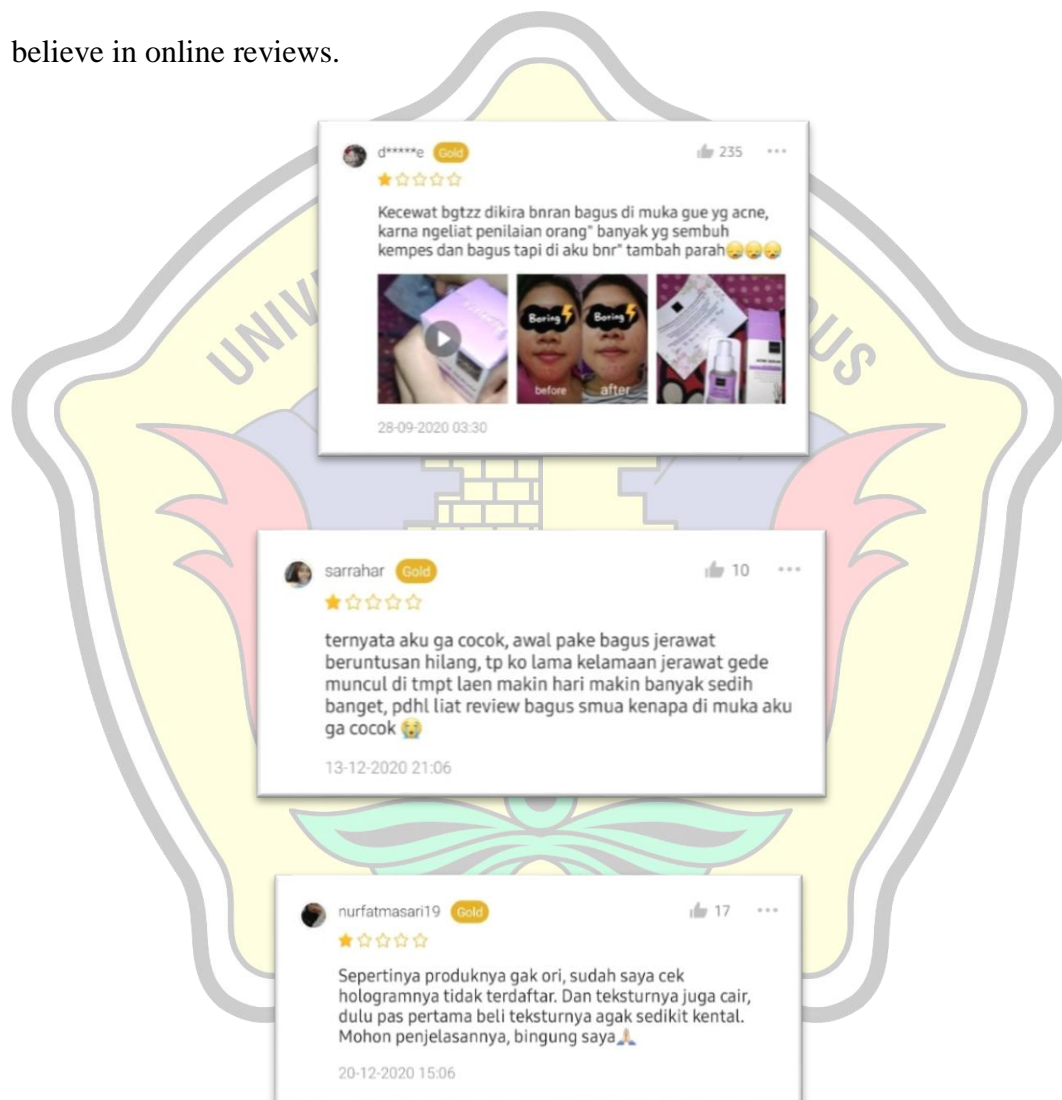 believe in online reviews.
d*****e Gold 235
Kecewat bgtzz dikira bnran bagus di muka gue yg acne,
karna ngeliat penilaian orang" banyak yg sembuh
kempes dan bagus tapi di aku bnr" tambah parah😪😪😪
Boring Boring
before after
28-09-2020 03:30
sarrahar Gold 10
ternyata aku ga cocok, awal pake bagus jerawat
beruntusan hilang, tp ko lama kelamaan jerawat gede
muncul di tmpt laen makin hari makin banyak sedih
banget, pdhl liat review bagus smua kenapa di muka aku
ga cocok 😭
13-12-2020 21:06
nurfatmasari19 Gold 17
Sepertinya produknya gak ori, sudah saya cek
hologramnya tidak terdaftar. Dan teksturnya juga cair,
dulu pas pertama beli teksturnya agak sedikit kental.
Mohon penjelasannya, bingung saya🙏🏻
20-12-2020 15:06